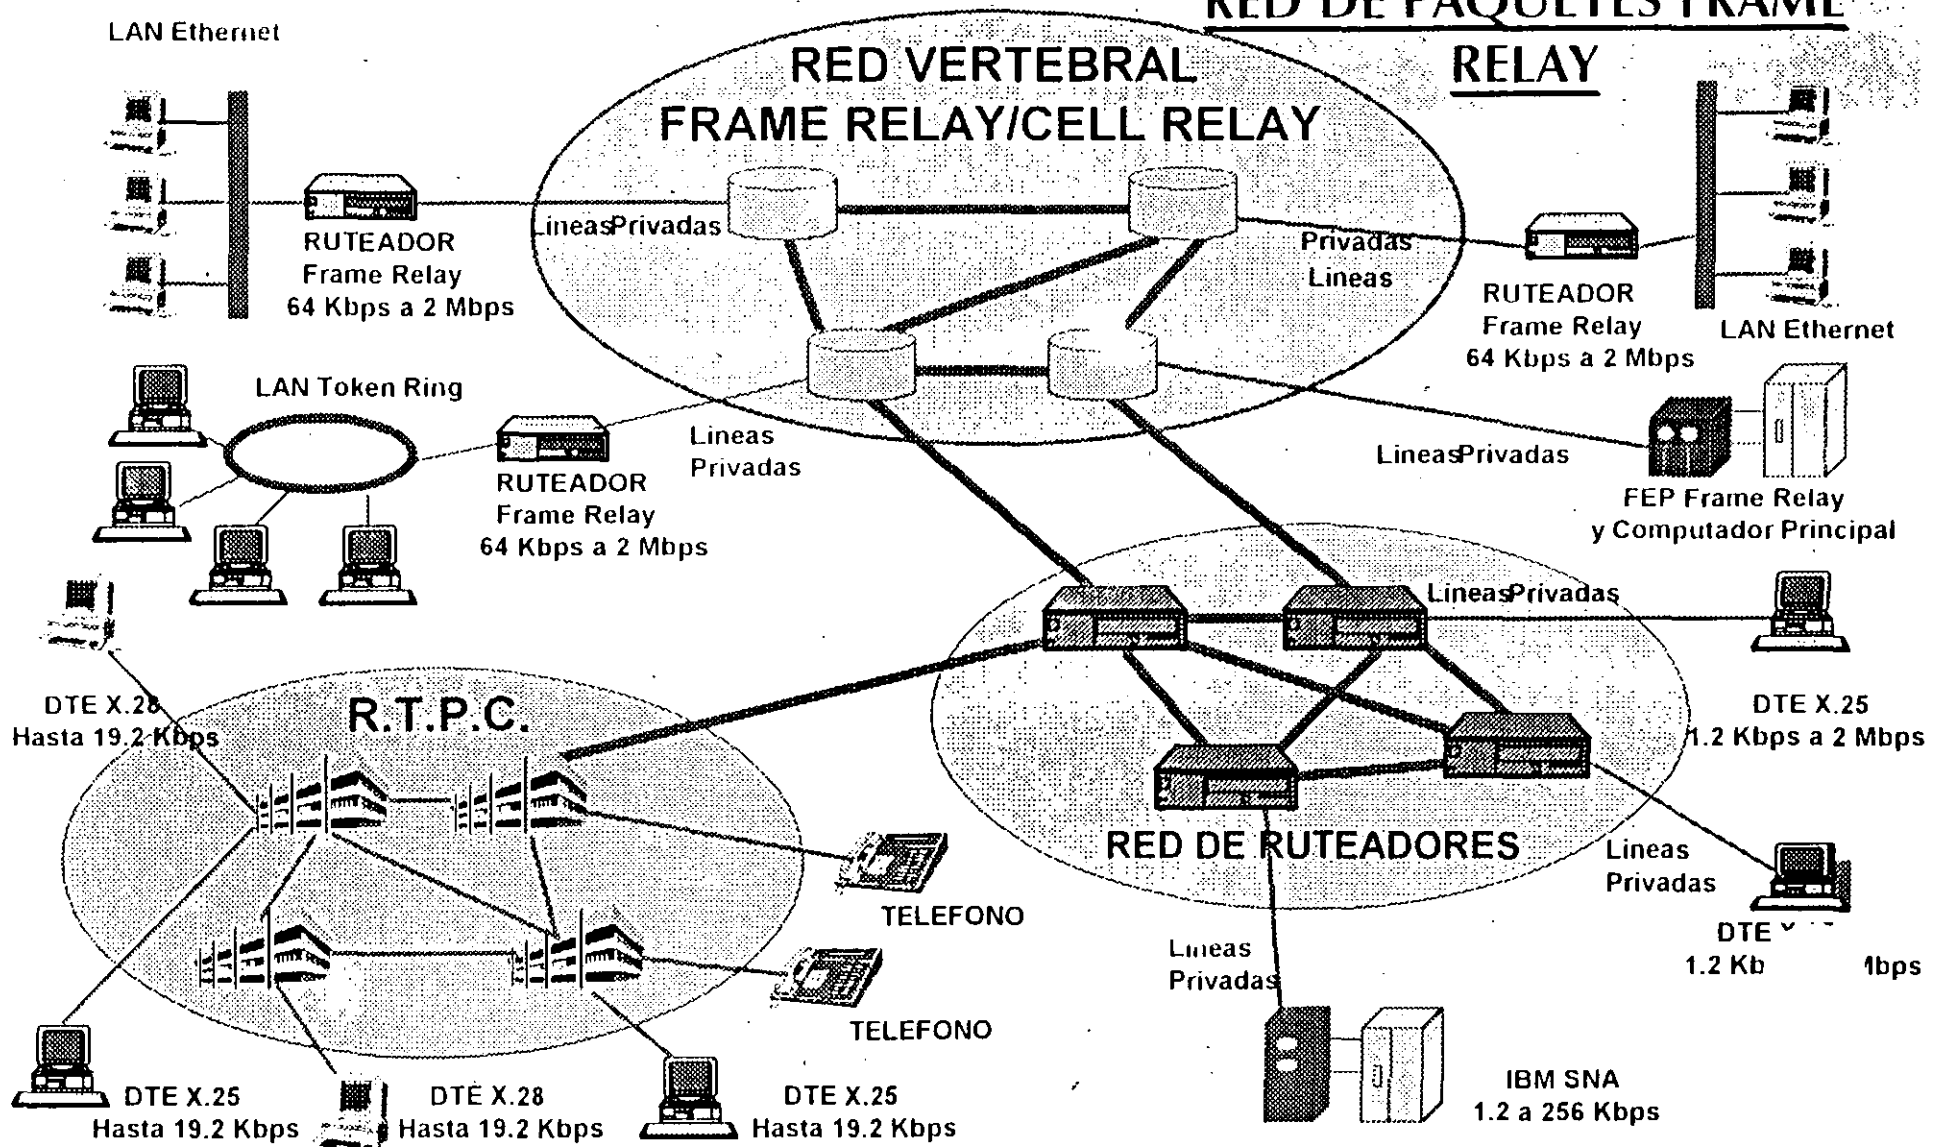 RED DE PAQUETES FRAME
RELAY
LAN Ethernet
RED VERTEBRAL
FRAME RELAY/CELL RELAY
RUTEADOR
Frame Relay
64 Kbps a 2 Mbps
LineasPrivadas
Privadas
Lineas
RUTEADOR
Frame Relay
64 Kbps a 2 Mbps
LAN Ethernet
LAN Token Ring
RUTEADOR
Frame Relay
64 Kbps a 2 Mbps
Lineas
Privadas
LineasPrivadas
FEP Frame Relay
y Computador Principal
LineasPrivadas
DTE X.25
1.2 Kbps a 2 Mbps
DTE X.28
Hasta 19.2 Kbps
R.T.P.C.
RED DE RUTEADORES
Lineas
Privadas
DTE
1.2 Kb
TELEFONO
TELEFONO
Lineas
Privadas
IBM SNA
1.2 a 256 Kbps
DTE X.25
Hasta 19.2 Kbps
DTE X.28
Hasta 19.2 Kbps
DTE X.25
Hasta 19.2 Kbps